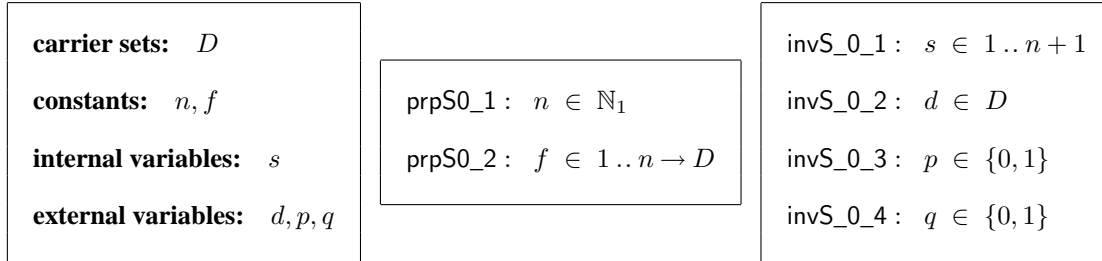 carrier sets: D
constants: n, f
internal variables: s
external variables: d, p, q
prpS0_1 : n ∈ ℕ₁
prpS0_2 : f ∈ 1 .. n → D
invS_0_1 : s ∈ 1 .. n + 1
invS_0_2 : d ∈ D
invS_0_3 : p ∈ {0, 1}
invS_0_4 : q ∈ {0, 1}